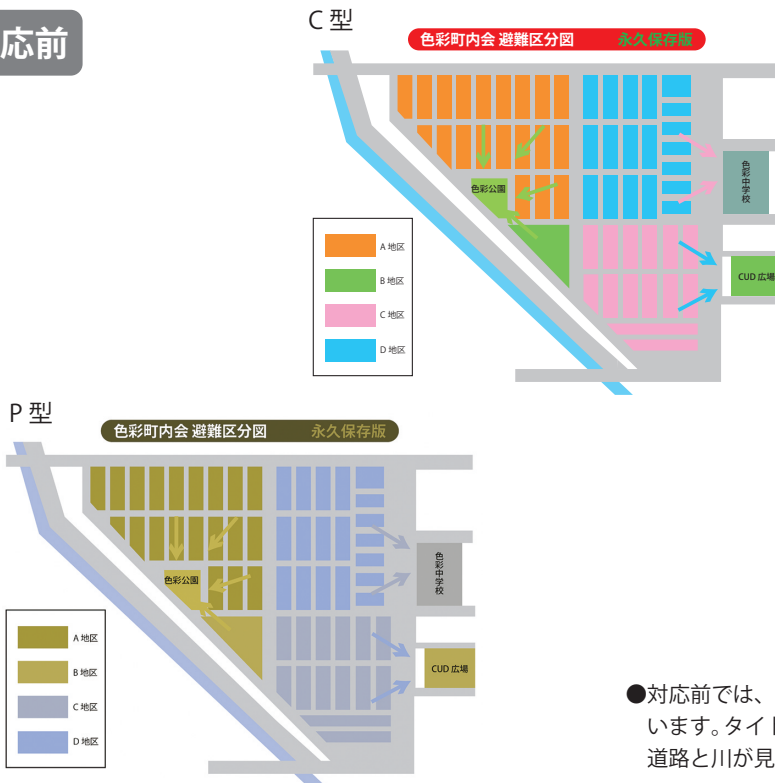 応前
C 型
色彩町内会 避難区分図 永久保存版
色彩公園
色彩中学校
A 地区
B 地区
C 地区
D 地区
CUD 広場
P 型
色彩町内会 避難区分図 永久保存版
色彩公園
色彩中学校
A 地区
B 地区
C 地区
D 地区
CUD 広場
●対応前では、
います。タイト
道路と川が見